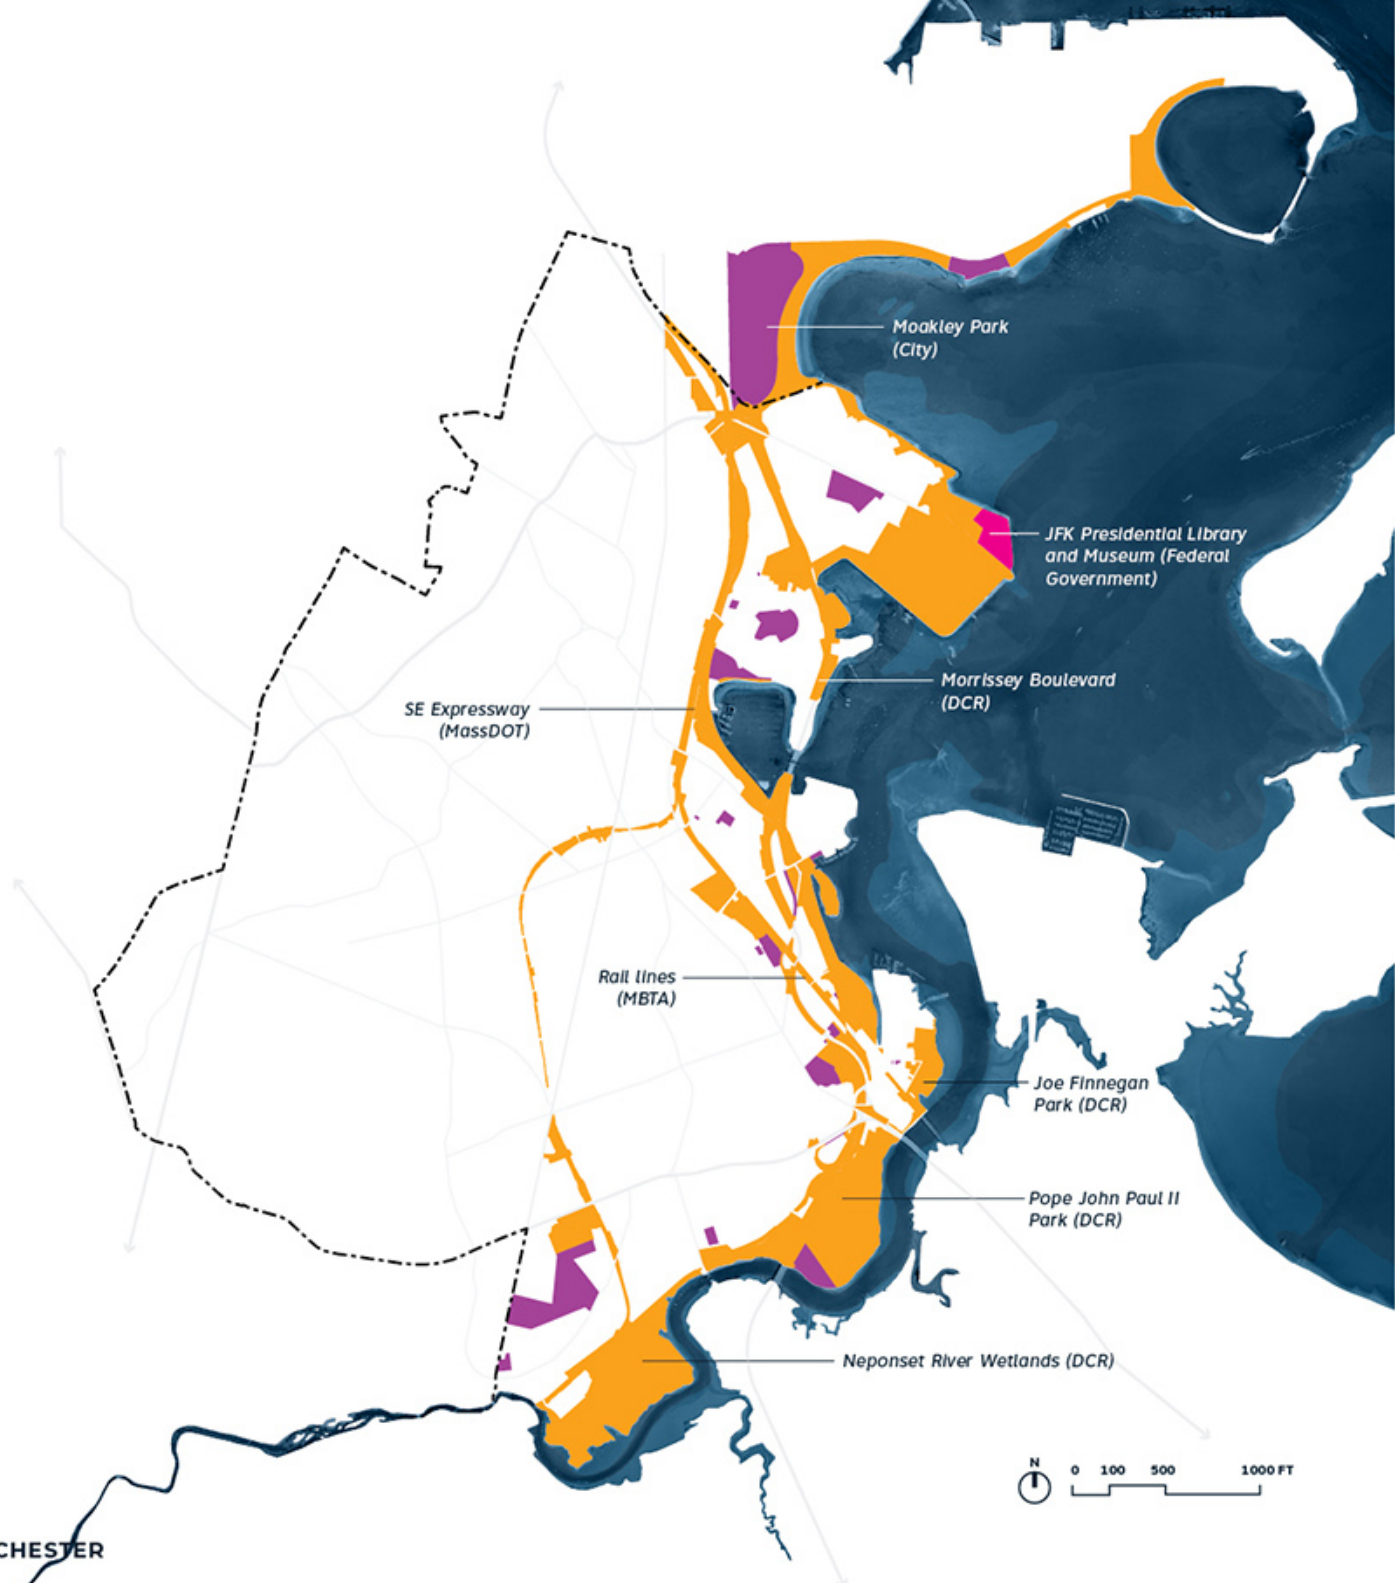 Moakley Park
(City)
JFK Presidential Library
and Museum (Federal
Government)
Morrissey Boulevard
(DCR)
SE Expressway
(MassDOT)
Rail lines
(MBTA)
Joe Finnegan
Park (DCR)
Pope John Paul II
Park (DCR)
Neponset River Wetlands (DCR)
N
0 100 500 1000 FT
CHESTER